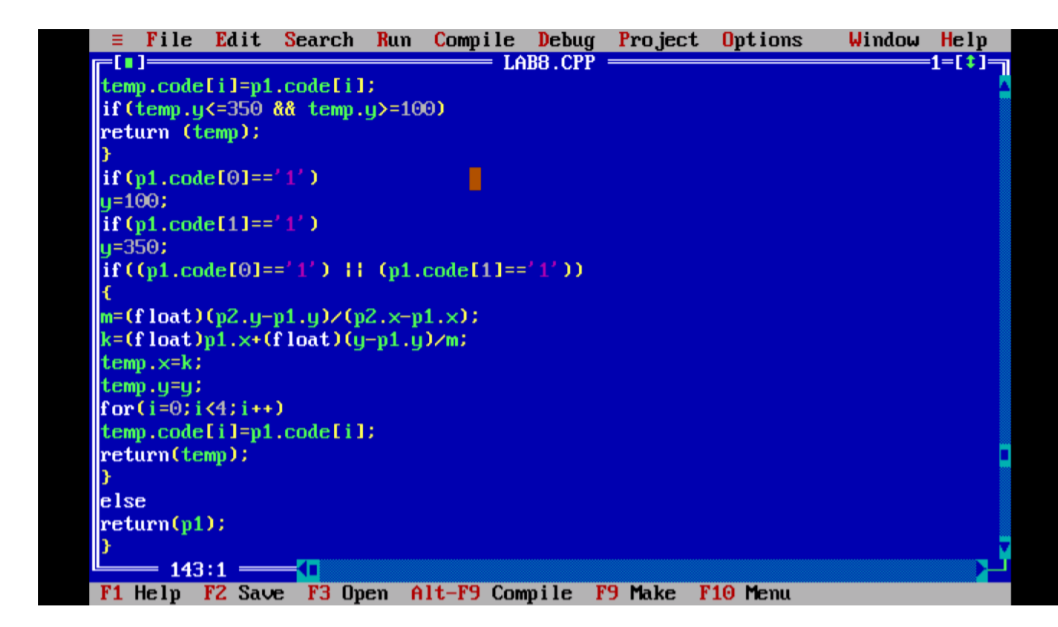 ≡ File Edit Search Run Compile Debug Project Options Window Help
[■] LAB8.CPP 1=[↕]
temp.code[i]=p1.code[i];
if(temp.y<=350 && temp.y>=100)
return (temp);
}
if(p1.code[0]=='1')
y=100;
if(p1.code[1]=='1')
y=350;
if((p1.code[0]=='1') || (p1.code[1]=='1'))
{
m=(float)(p2.y-p1.y)/(p2.x-p1.x);
k=(float)p1.x+(float)(y-p1.y)/m;
temp.x=k;
temp.y=y;
for(i=0;i<4;i++)
temp.code[i]=p1.code[i];
return(temp);
}
else
return(p1);
}
143:1
F1 Help F2 Save F3 Open Alt-F9 Compile F9 Make F10 Menu